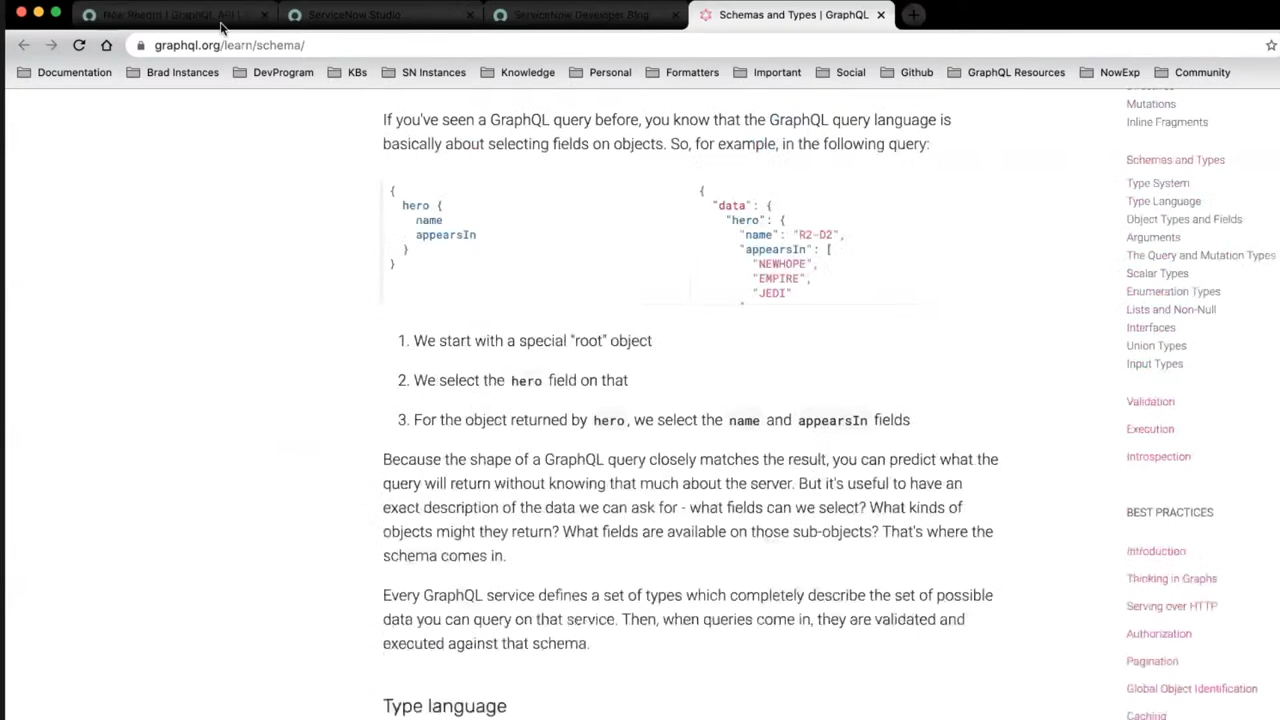 New Record | GraphQL API |
ServiceNow Studio
ServiceNow Developer Blog
Schemas and Types | GraphQL
graphql.org/learn/schema/
Documentation
Brad Instances
DevProgram
KBs
SN Instances
Knowledge
Personal
Formatters
Important
Social
Github
GraphQL Resources
NowExp
Community
If you've seen a GraphQL query before, you know that the GraphQL query language is
basically about selecting fields on objects. So, for example, in the following query:
{
hero {
name
appearsIn
}
}
{
"data": {
"hero": {
"name": "R2-D2",
"appearsIn": [
"NEWHOPE",
"EMPIRE",
"JEDI"
1. We start with a special "root" object
2. We select the hero field on that
3. For the object returned by hero, we select the name and appearsIn fields
Because the shape of a GraphQL query closely matches the result, you can predict what the
query will return without knowing that much about the server. But it's useful to have an
exact description of the data we can ask for - what fields can we select? What kinds of
objects might they return? What fields are available on those sub-objects? That's where the
schema comes in.
Every GraphQL service defines a set of types which completely describe the set of possible
data you can query on that service. Then, when queries come in, they are validated and
executed against that schema.
Type language
Mutations
Inline Fragments
Schemas and Types
Type System
Type Language
Object Types and Fields
Arguments
The Query and Mutation Types
Scalar Types
Enumeration Types
Lists and Non-Null
Interfaces
Union Types
Input Types
Validation
Execution
Introspection
BEST PRACTICES
Introduction
Thinking in Graphs
Serving over HTTP
Authorization
Pagination
Global Object Identification
Caching